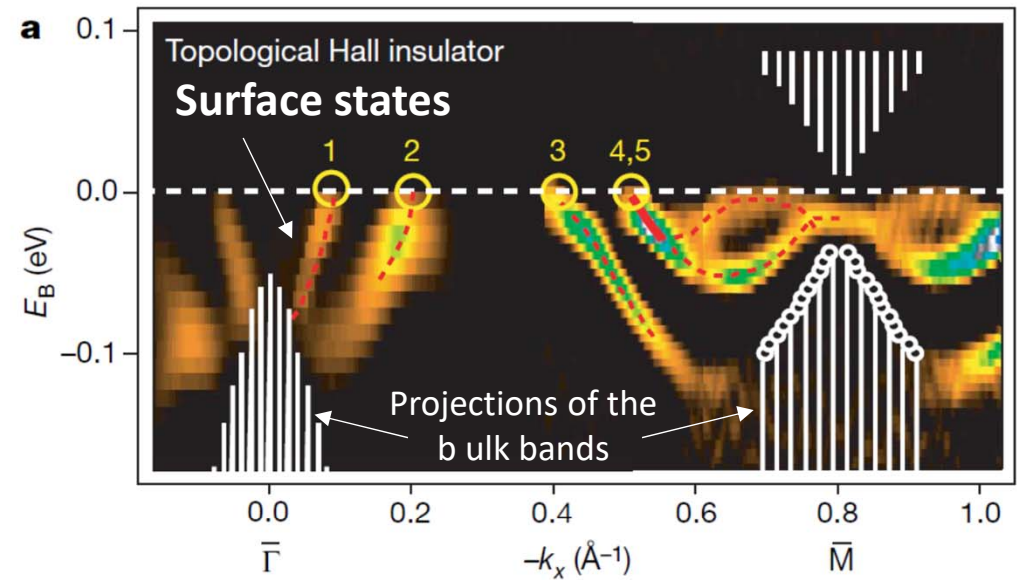 a
0.1
Topological Hall insulator
Surface states
1 2 3 4,5
0.0
E_B (eV)
−0.1
Projections of the
b ulk bands
0.0 0.2 0.4 0.6 0.8 1.0
Γ̅ –k_x (Å⁻¹) M̅